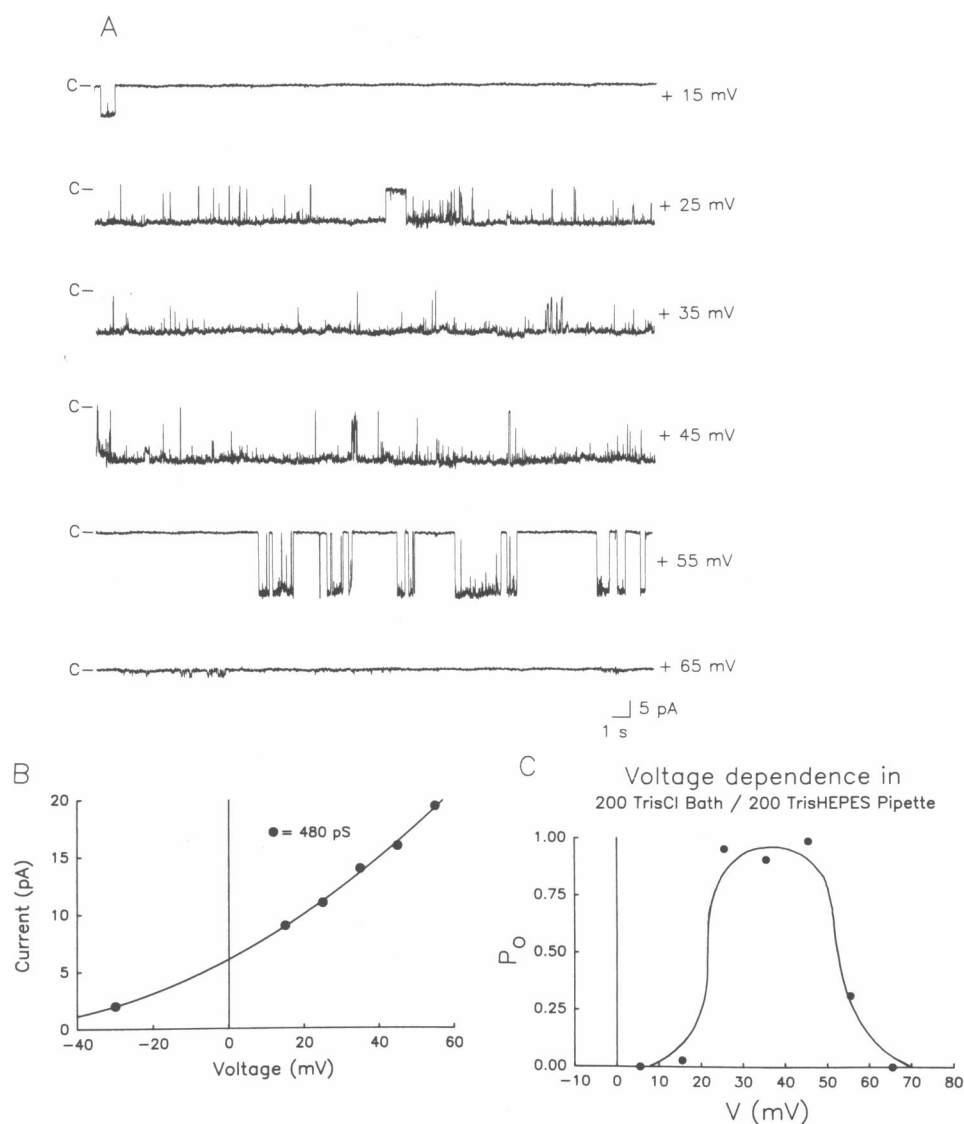 A
C– + 15 mV
C– + 25 mV
C– + 35 mV
C– + 45 mV
C– + 55 mV
C– + 65 mV
5 pA
1 s
B
20
15
10
5
0
Current (pA)
● = 480 pS
−40 −20 0 20 40 60
Voltage (mV)
C
Voltage dependence in
200 TrisCl Bath / 200 TrisHEPES Pipette
1.00
0.75
0.50
0.25
0.00
Po
−10 0 10 20 30 40 50 60 70 80
V (mV)